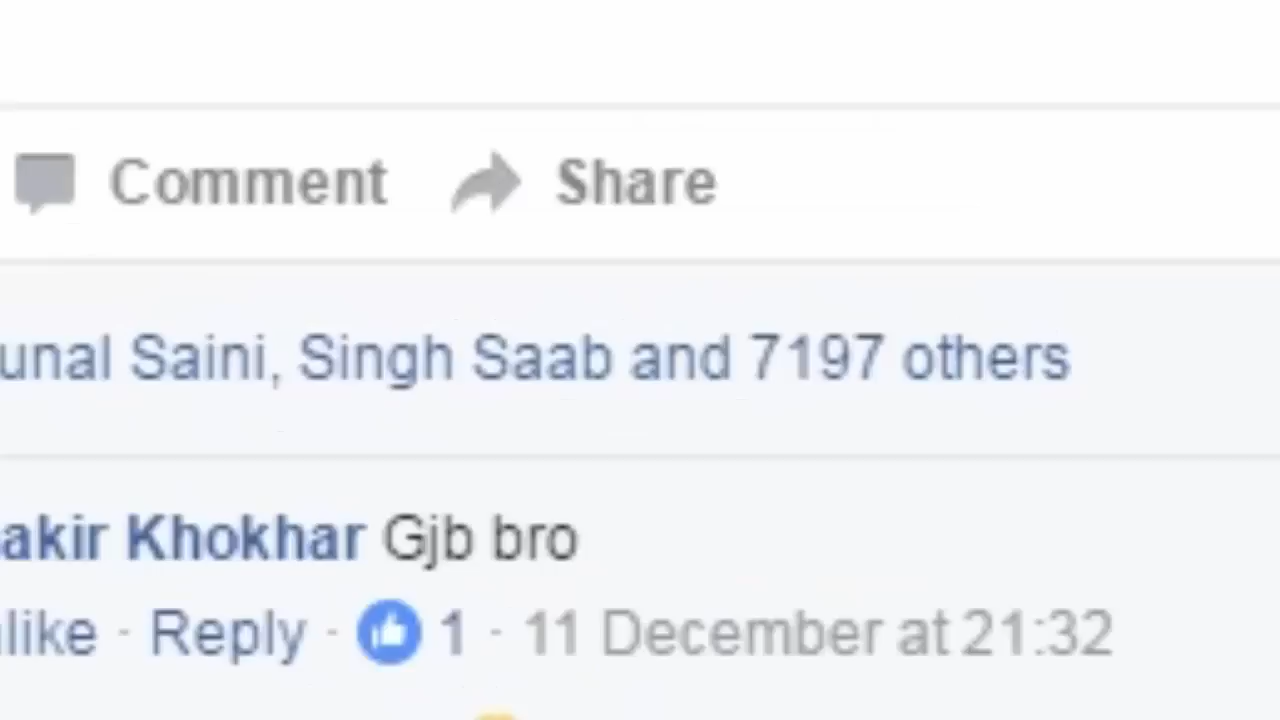 Comment Share
unal Saini, Singh Saab and 7197 others
akir Khokhar Gjb bro
like · Reply · 1 · 11 December at 21:32